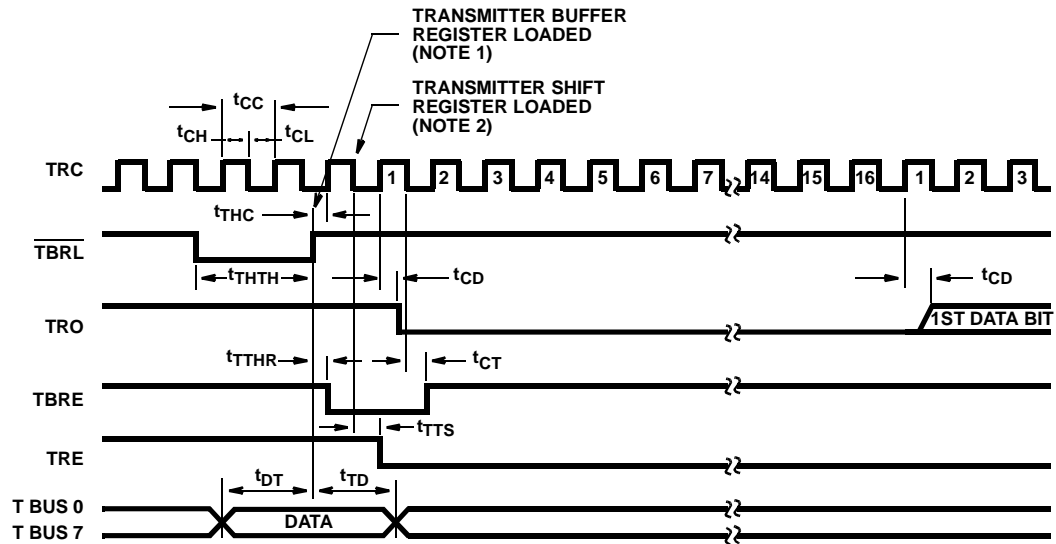 TRANSMITTER BUFFER
REGISTER LOADED
(NOTE 1)
TRANSMITTER SHIFT
REGISTER LOADED
(NOTE 2)
tCC
tCH
tCL
TRC
1 2 3 4 5 6 7 14 15 16 1 2 3
tTHC
TBRL
tTHTH
tCD
tCD
TRO
1ST DATA BIT
tTTHR
tCT
TBRE
tTTS
TRE
tDT
tTD
T BUS 0
DATA
T BUS 7